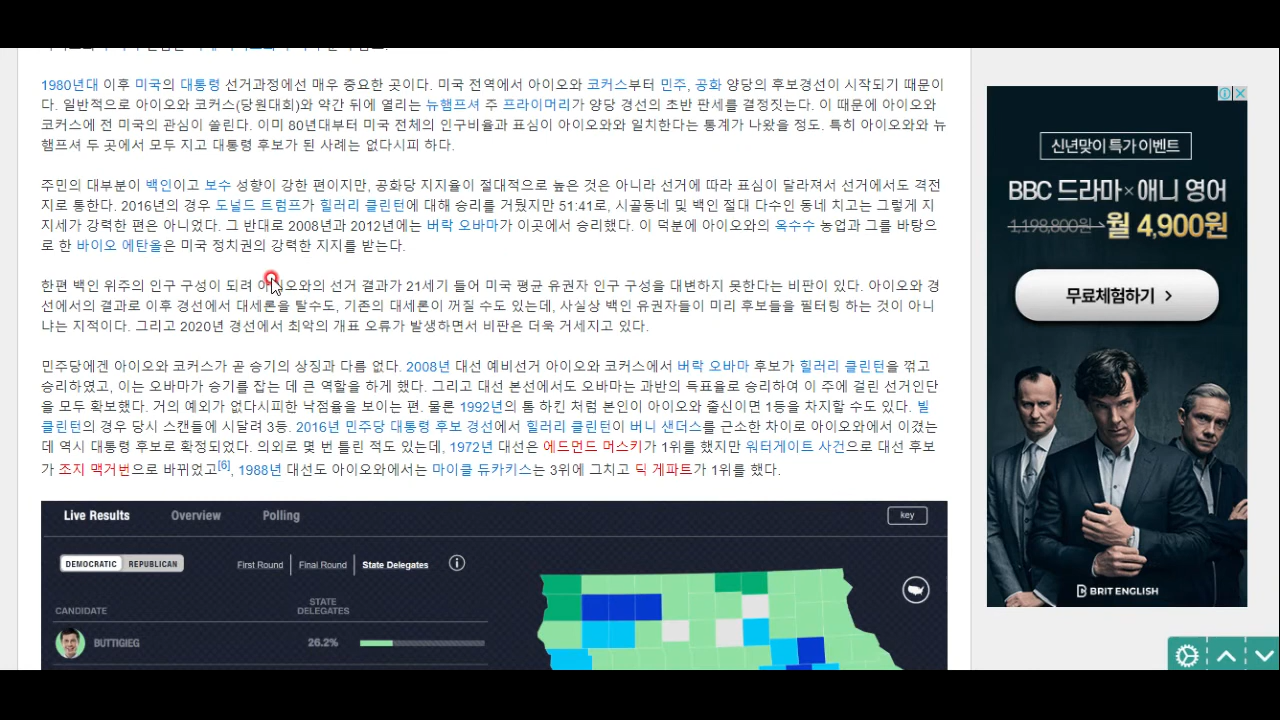 1980년대 이후 미국의 대통령 선거과정에선 매우 중요한 곳이다. 미국 전역에서 아이오와 코커스부터 민주, 공화 양당의 후보경선이 시작되기 때문이
다. 일반적으로 아이오와 코커스(당원대회)와 약간 뒤에 열리는 뉴햄프셔 주 프라이머리가 양당 경선의 초반 판세를 결정짓는다. 이 때문에 아이오와
코커스에 전 미국의 관심이 쏠린다. 이미 80년대부터 미국 전체의 인구비율과 표심이 아이오와와 일치한다는 통계가 나왔을 정도. 특히 아이오와와 뉴
햄프셔 두 곳에서 모두 지고 대통령 후보가 된 사례는 없다시피 하다.
주민의 대부분이 백인이고 보수 성향이 강한 편이지만, 공화당 지지율이 절대적으로 높은 것은 아니라 선거에 따라 표심이 달라져서 선거에서도 격전
지로 통한다. 2016년의 경우 도널드 트럼프가 힐러리 클린턴에 대해 승리를 거뒀지만 51:41로, 시골동네 및 백인 절대 다수인 동네 치고는 그렇게 지
지세가 강력한 편은 아니었다. 그 반대로 2008년과 2012년에는 버락 오바마가 이곳에서 승리했다. 이 덕분에 아이오와의 옥수수 농업과 그를 바탕으
로 한 바이오 에탄올은 미국 정치권의 강력한 지지를 받는다.
한편 백인 위주의 인구 구성이 되려 아이오와의 선거 결과가 21세기 들어 미국 평균 유권자 인구 구성을 대변하지 못한다는 비판이 있다. 아이오와 경
선에서의 결과로 이후 경선에서 대세론을 탈수도, 기존의 대세론이 꺼질 수도 있는데, 사실상 백인 유권자들이 미리 후보들을 필터링 하는 것이 아니
냐는 지적이다. 그리고 2020년 경선에서 최악의 개표 오류가 발생하면서 비판은 더욱 거세지고 있다.
민주당에겐 아이오와 코커스가 곧 승기의 상징과 다름 없다. 2008년 대선 예비선거 아이오와 코커스에서 버락 오바마 후보가 힐러리 클린턴을 꺾고
승리하였고, 이는 오바마가 승기를 잡는 데 큰 역할을 하게 했다. 그리고 대선 본선에서도 오바마는 과반의 득표율로 승리하여 이 주에 걸린 선거인단
을 모두 확보했다. 거의 예외가 없다시피한 낙점율을 보이는 편. 물론 1992년의 톰 하킨 처럼 본인이 아이오와 출신이면 1등을 차지할 수도 있다. 빌
클린턴의 경우 당시 스캔들에 시달려 3등. 2016년 민주당 대통령 후보 경선에서 힐러리 클린턴이 버니 샌더스를 근소한 차이로 아이오와에서 이겼는
데 역시 대통령 후보로 확정되었다. 의외로 몇 번 틀린 적도 있는데, 1972년 대선은 에드먼드 머스키가 1위를 했지만 워터게이트 사건으로 대선 후보
가 조지 맥거번으로 바뀌었고[6], 1988년 대선도 아이오와에서는 마이클 듀카키스는 3위에 그치고 딕 게파트가 1위를 했다.
Live Results Overview Polling key
DEMOCRATIC REPUBLICAN First Round Final Round State Delegates
CANDIDATE STATE DELEGATES
BUTTIGIEG 26.2%
신년맞이 특가 이벤트
BBC 드라마×애니 영어
1,198,800원→월 4,900원
무료체험하기 >
BRIT ENGLISH